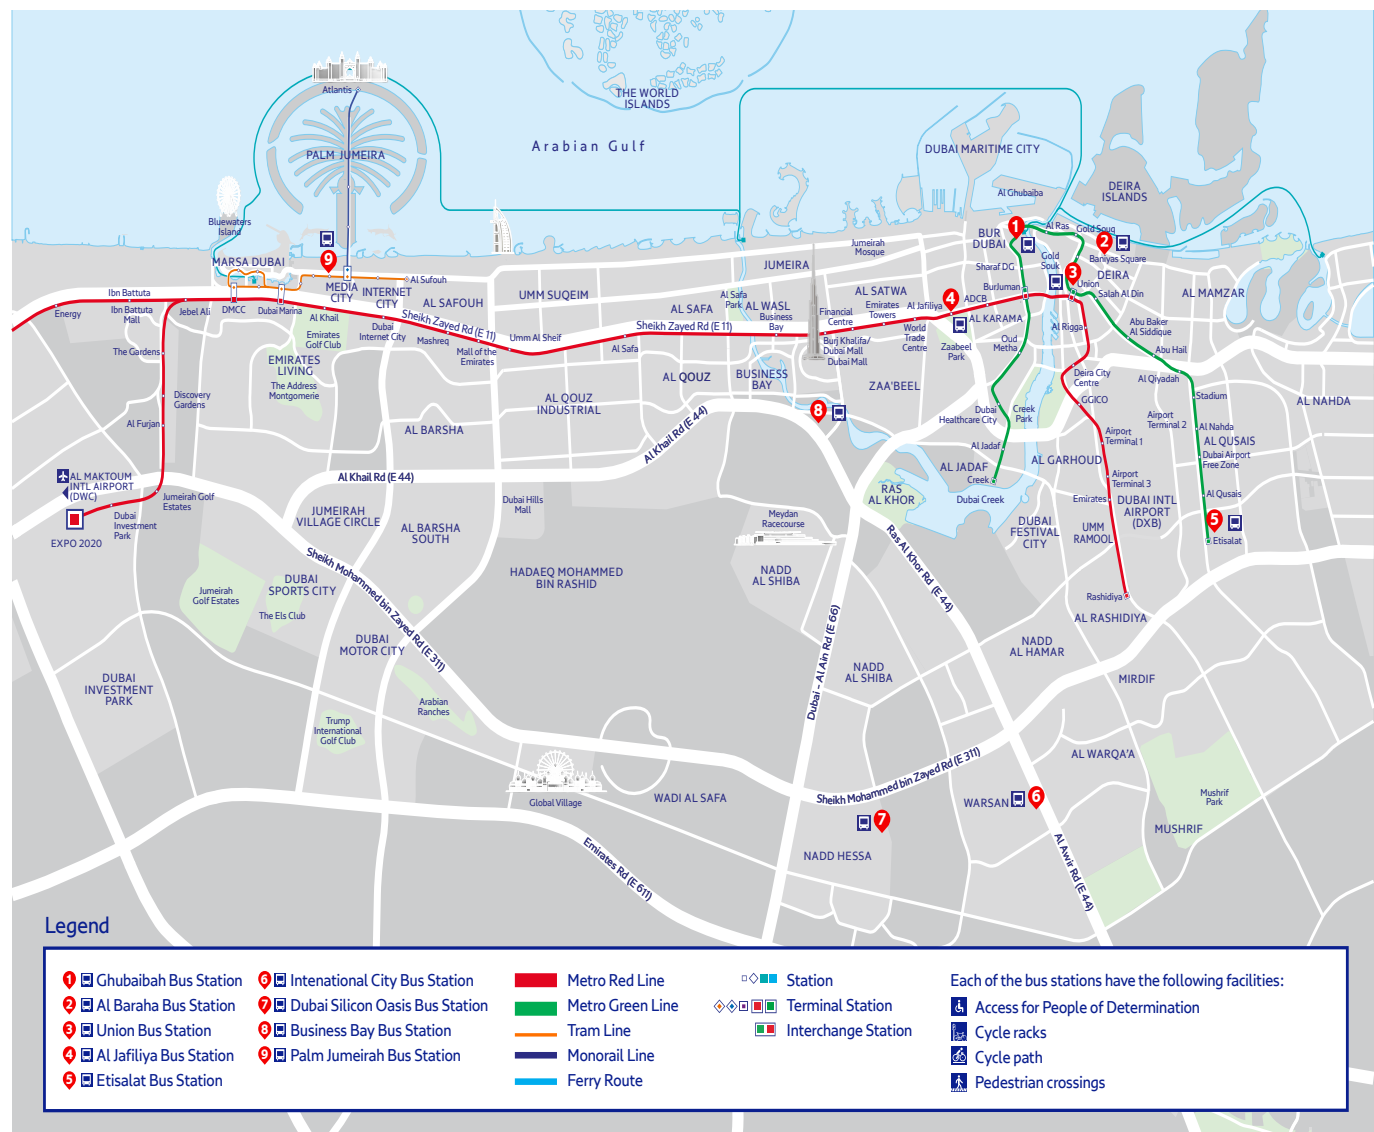 Atlantis
THE WORLD
ISLANDS
Arabian Gulf
PALM JUMEIRA
DUBAI MARITIME CITY
DEIRA
ISLANDS
Al Ghubaiba
Bluewaters
Island
MARSA DUBAI
9
MEDIA
CITY
INTERNET
CITY
Al Sufouh
AL SAFOUH
UMM SUQEIM
JUMEIRA
Jumeirah
Mosque
BUR
DUBAI
1
Al Ras
Gold Souq
2
Baniyas Square
Gold
Souk
3
DEIRA
Union
Salah Al Din
Sharaf DG
BurJuman
AL MAMZAR
Ibn Battuta
Energy
Ibn Battuta
Mall
Jebel Ali
DMCC
Dubai Marina
Al Khail
Emirates
Golf Club
Dubai
Internet City
Sheikh Zayed Rd (E 11)
Mashreq
Mall of the
Emirates
Umm Al Sheif
Sheikh Zayed Rd (E 11)
Al Safa
AL SAFA
Al Safa
Park
AL WASL
Business
Bay
Financial
Centre
Burj Khalifa/
Dubai Mall
Dubai Mall
AL SATWA
Emirates
Towers
Al Jafiliya
4
ADCB
World
Trade
Centre
AL KARAMA
Zaabeel
Park
Oud
Metha
Al Rigga
Abu Baker
Al Siddique
Abu Hail
The Gardens
EMIRATES
LIVING
The Address
Montgomerie
Discovery
Gardens
Al Furjan
AL QOUZ
BUSINESS
BAY
ZAA'BEEL
Deira City
Centre
Al Qiyadah
GGICO
Stadium
AL NAHDA
AL QOUZ
INDUSTRIAL
AL BARSHA
Al Khail Rd (E 44)
8
Dubai
Healthcare City
Creek
Park
Airport
Terminal 2
Airport
Terminal 1
Al Nahda
AL QUSAIS
Dubai Airport
Free Zone
Al Jadaf
AL JADAF
Creek
AL GARHOUD
Airport
Terminal 3
AL MAKTOUM
INTL AIRPORT
(DWC)
Al Khail Rd (E 44)
Jumeirah Golf
Estates
Dubai
Investment
Park
EXPO 2020
JUMEIRAH
VILLAGE CIRCLE
AL BARSHA
SOUTH
Dubai Hills
Mall
RAS
AL KHOR
Dubai Creek
Emirates
DUBAI INTL
AIRPORT
(DXB)
Al Qusais
5
Etisalat
Meydan
Racecourse
DUBAI
FESTIVAL
CITY
UMM
RAMOOL
Ras Al Khor Rd (E 44)
Sheikh Mohammed bin Zayed Rd (E 311)
HADAEQ MOHAMMED
BIN RASHID
NADD
AL SHIBA
Jumeirah
Golf Estates
DUBAI
SPORTS CITY
The Els Club
Rashidiya
AL RASHIDIYA
DUBAI
MOTOR CITY
Dubai - Al Ain Rd (E 66)
NADD
AL HAMAR
NADD
AL SHIBA
MIRDIF
DUBAI
INVESTMENT
PARK
Arabian
Ranches
Trump
International
Golf Club
AL WARQA'A
Sheikh Mohammed bin Zayed Rd (E 311)
Global Village
WADI AL SAFA
WARSAN
6
7
Mushrif
Park
MUSHRIF
NADD HESSA
Emirates Rd (E 611)
Al Awir Rd (E 44)
Legend
1 Ghubaibah Bus Station
2 Al Baraha Bus Station
3 Union Bus Station
4 Al Jafiliya Bus Station
5 Etisalat Bus Station
6 Intenational City Bus Station
7 Dubai Silicon Oasis Bus Station
8 Business Bay Bus Station
9 Palm Jumeirah Bus Station
Metro Red Line
Metro Green Line
Tram Line
Monorail Line
Ferry Route
Station
Terminal Station
Interchange Station
Each of the bus stations have the following facilities:
Access for People of Determination
Cycle racks
Cycle path
Pedestrian crossings